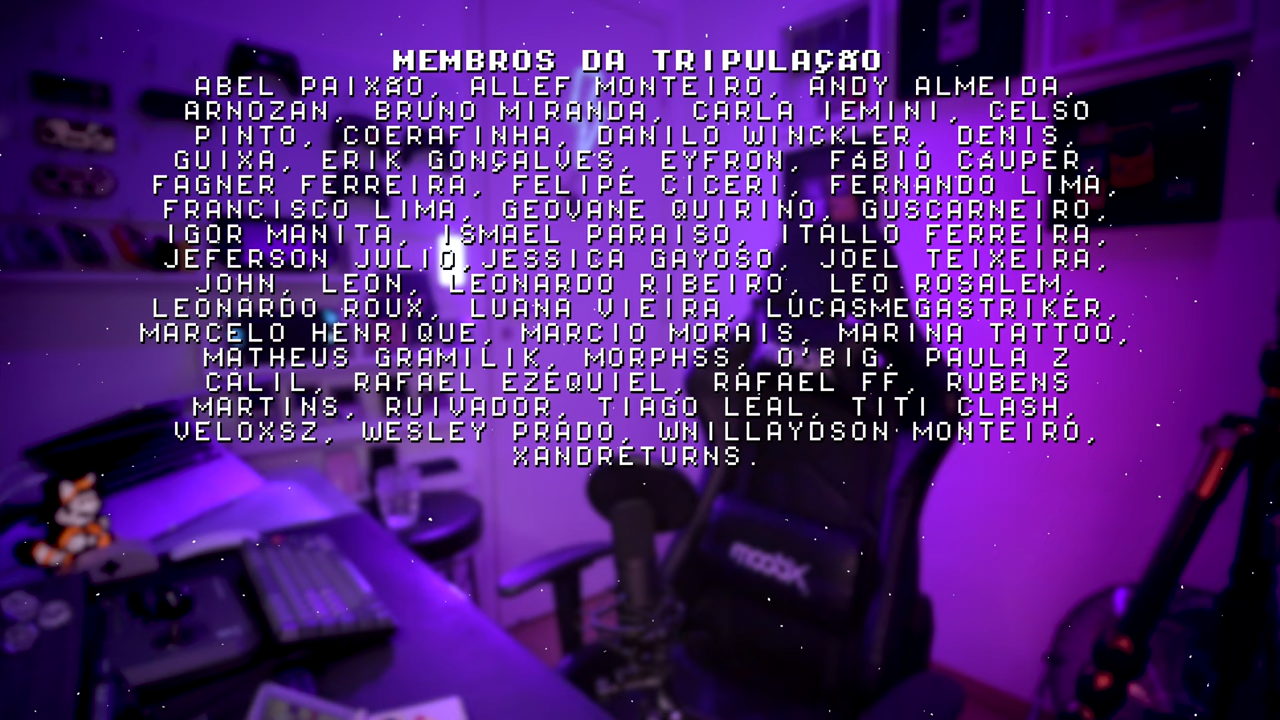 MEMBROS DA TRIPULAÇÃO
ABEL PAIXÃO, ALLEF MONTEIRO, ANDY ALMEIDA,
ARNOZAN, BRUNO MIRANDA, CARLA IEMINI, CELSO
PINTO, COERAFINHA, DANILO WINCKLER, DENIS,
GUIXA, ERIK GONÇALVES, EYFRON, FÁBIO CÁUPER,
FAGNER FERREIRA, FELIPE CICERI, FERNANDO LIMA,
FRANCISCO LIMA, GEOVANE QUIRINO, GUSCARNEIRO,
IGOR MANITA, ISMAEL PARAISO, ITALLO FERREIRA,
JEFERSON JULIO,JESSICA GAYOSO, JOEL TEIXEIRA,
JOHN, LEON, LEONARDO RIBEIRO, LEO ROSALEM,
LEONARDO ROUX, LUANA VIEIRA, LUCASMEGASTRIKER,
MARCELO HENRIQUE, MARCIO MORAIS, MARINA TATTOO,
MATHEUS GRAMILIK, MORPHSS, O'BIG, PAULA Z
CALIL, RAFAEL EZEQUIEL, RAFAEL FF, RUBENS
MARTINS, RUIVADOR, TIAGO LEAL, TITI CLASH,
VELOXSZ, WESLEY PRADO, WNILLAYDSON MONTEIRO,
XANDRETURNS.
moobX